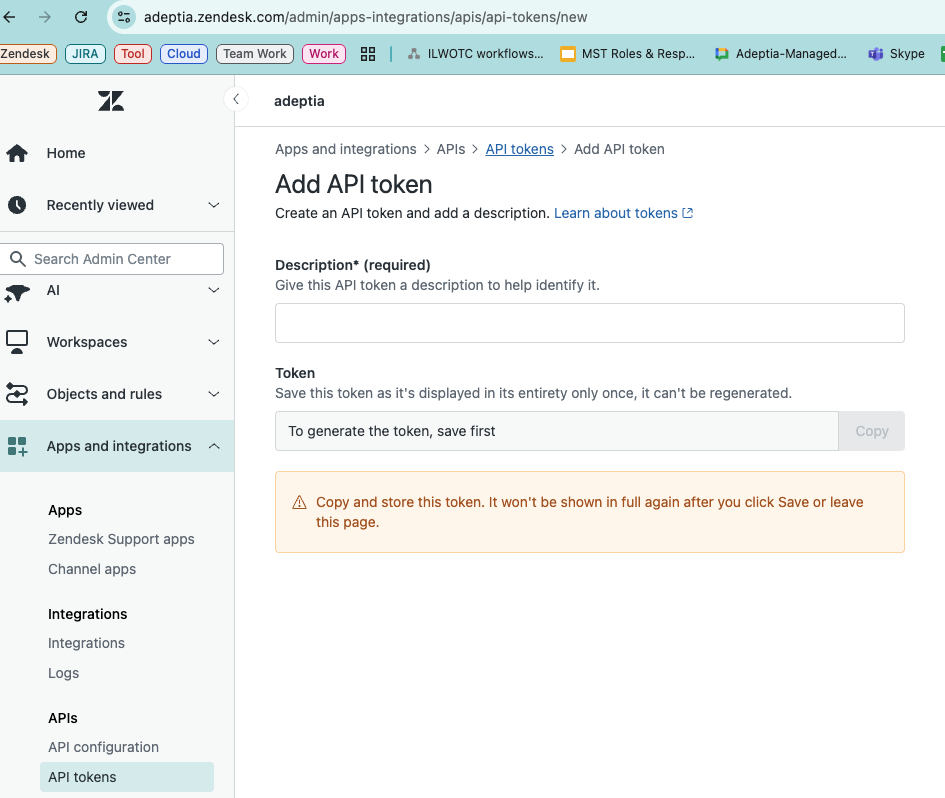 adeptia.zendesk.com/admin/apps-integrations/apis/api-tokens/new
Zendesk JIRA Tool Cloud Team Work Work ILWOTC workflows... MST Roles & Resp... Adeptia-Managed... Skype
adeptia
Home
Recently viewed
Search Admin Center
AI
Workspaces
Objects and rules
Apps and integrations
Apps
Zendesk Support apps
Channel apps
Integrations
Integrations
Logs
APIs
API configuration
API tokens
Apps and integrations > APIs > API tokens > Add API token
Add API token
Create an API token and add a description. Learn about tokens
Description* (required)
Give this API token a description to help identify it.
Token
Save this token as it's displayed in its entirety only once, it can't be regenerated.
To generate the token, save first Copy
Copy and store this token. It won't be shown in full again after you click Save or leave
this page.